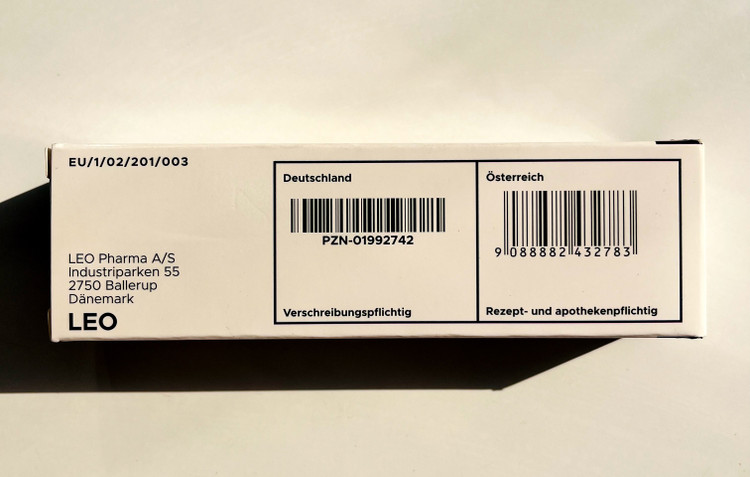 EU/1/02/201/003
LEO Pharma A/S
Industriparken 55
2750 Ballerup
Dänemark
LEO
Deutschland
PZN-01992742
Verschreibungspflichtig
Österreich
9 088882 432783
Rezept- und apothekenpflichtig